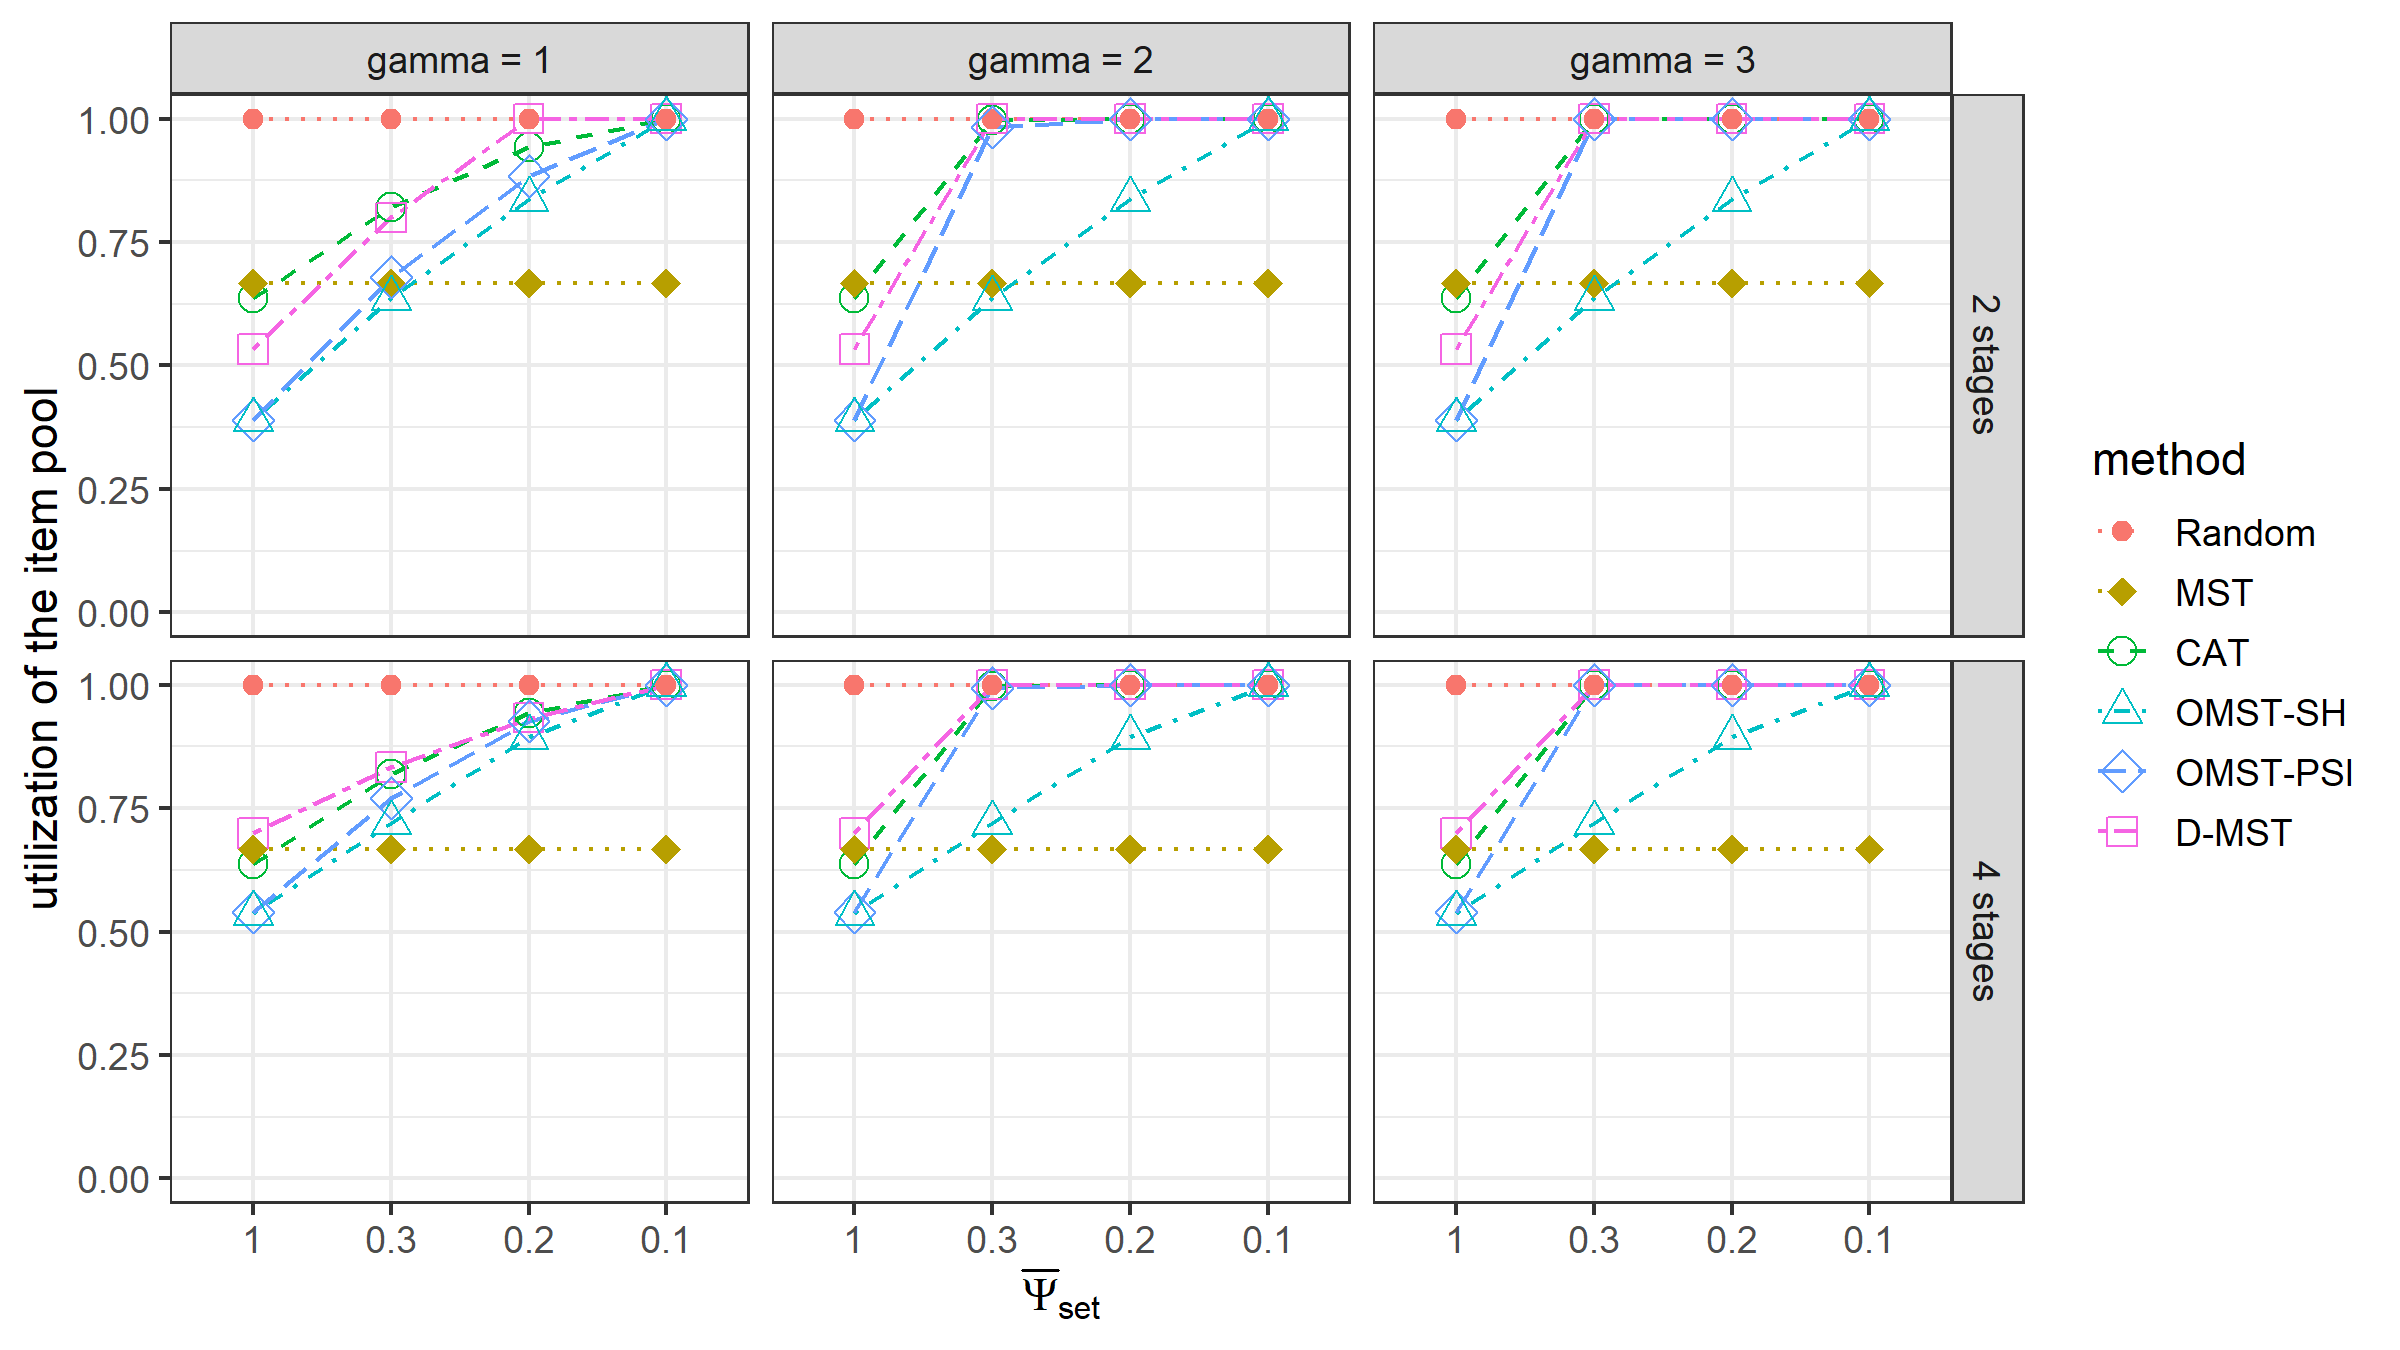 gamma = 1
gamma = 2
gamma = 3
1.00
0.75
0.50
0.25
0.00
2 stages
1.00
0.75
0.50
0.25
0.00
4 stages
utilization of the item pool
1 0.3 0.2 0.1
1 0.3 0.2 0.1
1 0.3 0.2 0.1
Ψ̅set
method
Random
MST
CAT
OMST-SH
OMST-PSI
D-MST